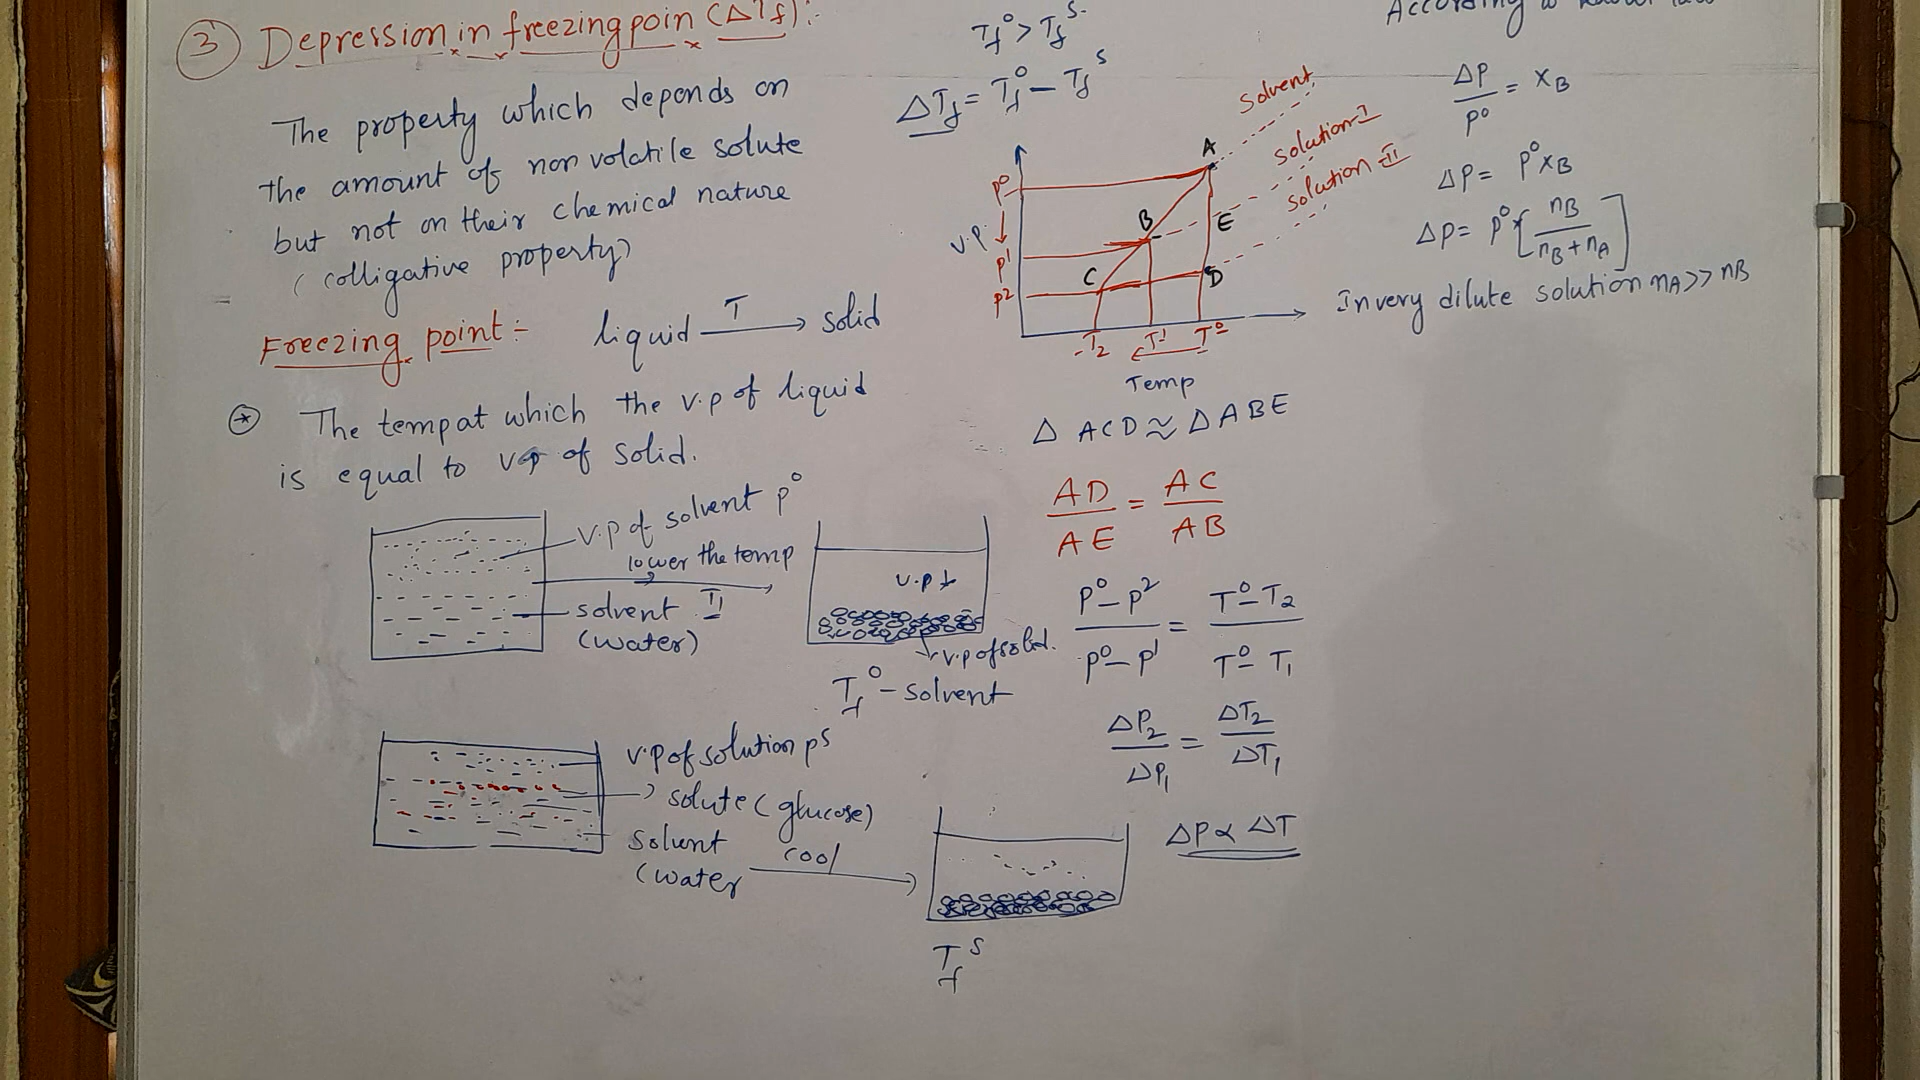 3 Depression in freezing poin (ΔTf):-
The property which depends on
the amount of non volatile solute
but not on their chemical nature
(colligative property)
Freezing point:- liquid T → solid
* The temp at which the v.p of liquid
is equal to vp of solid.
v.p of solvent p°
lower the temp
solvent
(water)
v.p
v.p of solid.
Tf° - solvent
v.p of solution pS
solute (glucose)
Solvent
(water
cool
Tf S
Tf° > Tf S
ΔTf = Tf° - Tf S
Solvent
solution-I
solution-II
A
B
E
C
D
p°
v.p.
p1
p2
T2 T1 T°
Temp
Δ ACD ≈ Δ ABE
AD/AE = AC/AB
P° - P2 / P° - P1 = T° - T2 / T° - T1
ΔP2/ΔP1 = ΔT2/ΔT1
ΔP ∝ ΔT
According
ΔP/P° = XB
ΔP = P°XB
ΔP = P° [nB / nB + nA]
In very dilute solution nA >> nB